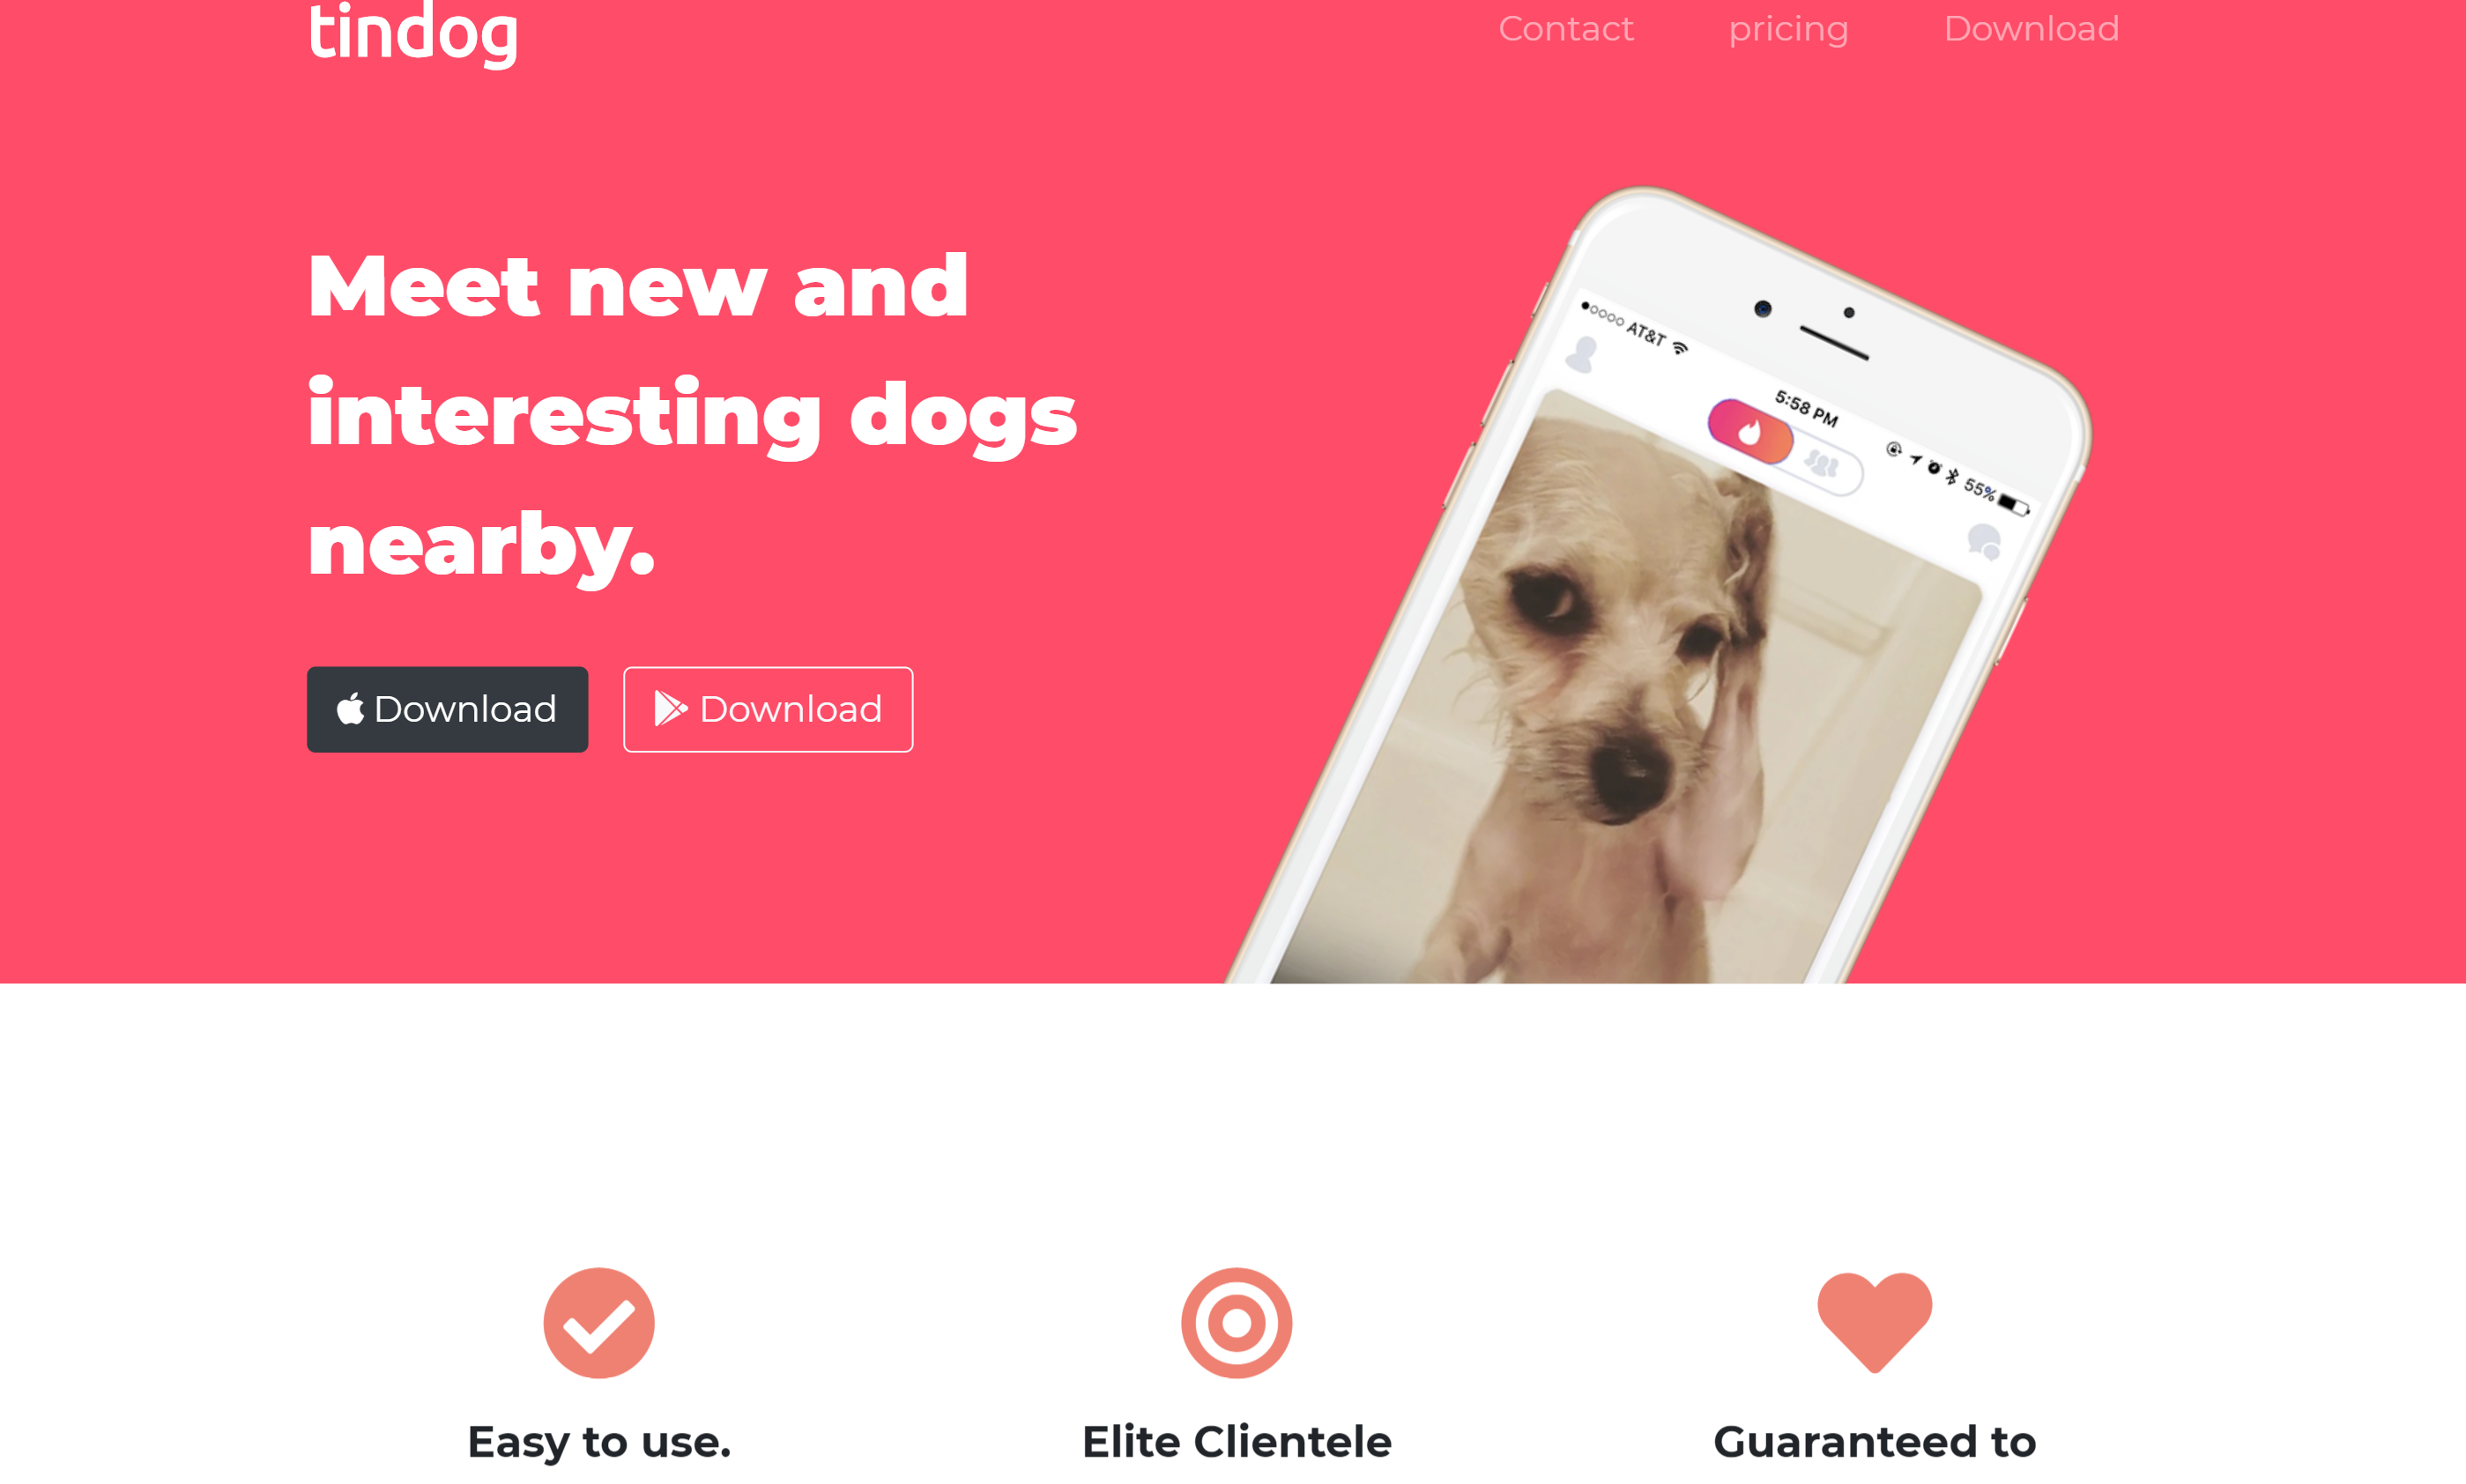 tindog
Contact pricing Download
Meet new and
interesting dogs
nearby.
Download Download
AT&T
5:58 PM
55%
Easy to use. Elite Clientele Guaranteed to